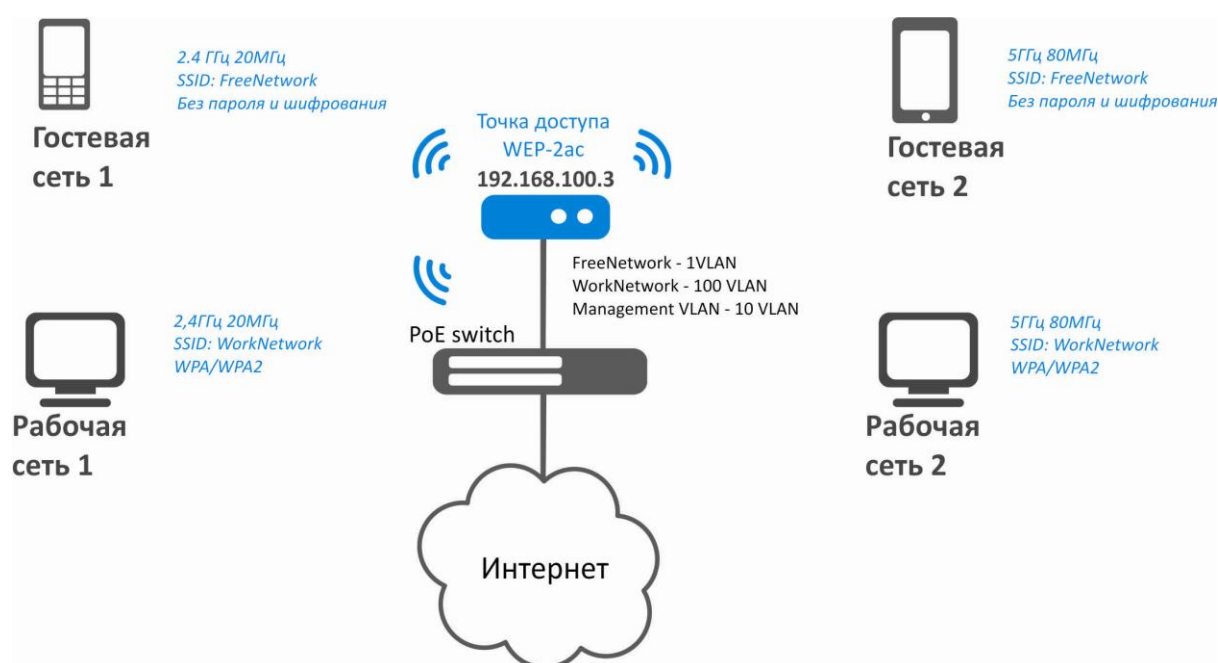 2.4 ГГц 20МГц
SSID: FreeNetwork
Без пароля и шифрования
Гостевая
сеть 1
Точка доступа
WEP-2ac
192.168.100.3
5ГГц 80МГц
SSID: FreeNetwork
Без пароля и шифрования
Гостевая
сеть 2
FreeNetwork - 1VLAN
WorkNetwork - 100 VLAN
Management VLAN - 10 VLAN
PoE switch
2,4ГГц 20МГц
SSID: WorkNetwork
WPA/WPA2
Рабочая
сеть 1
5ГГц 80МГц
SSID: WorkNetwork
WPA/WPA2
Рабочая
сеть 2
Интернет